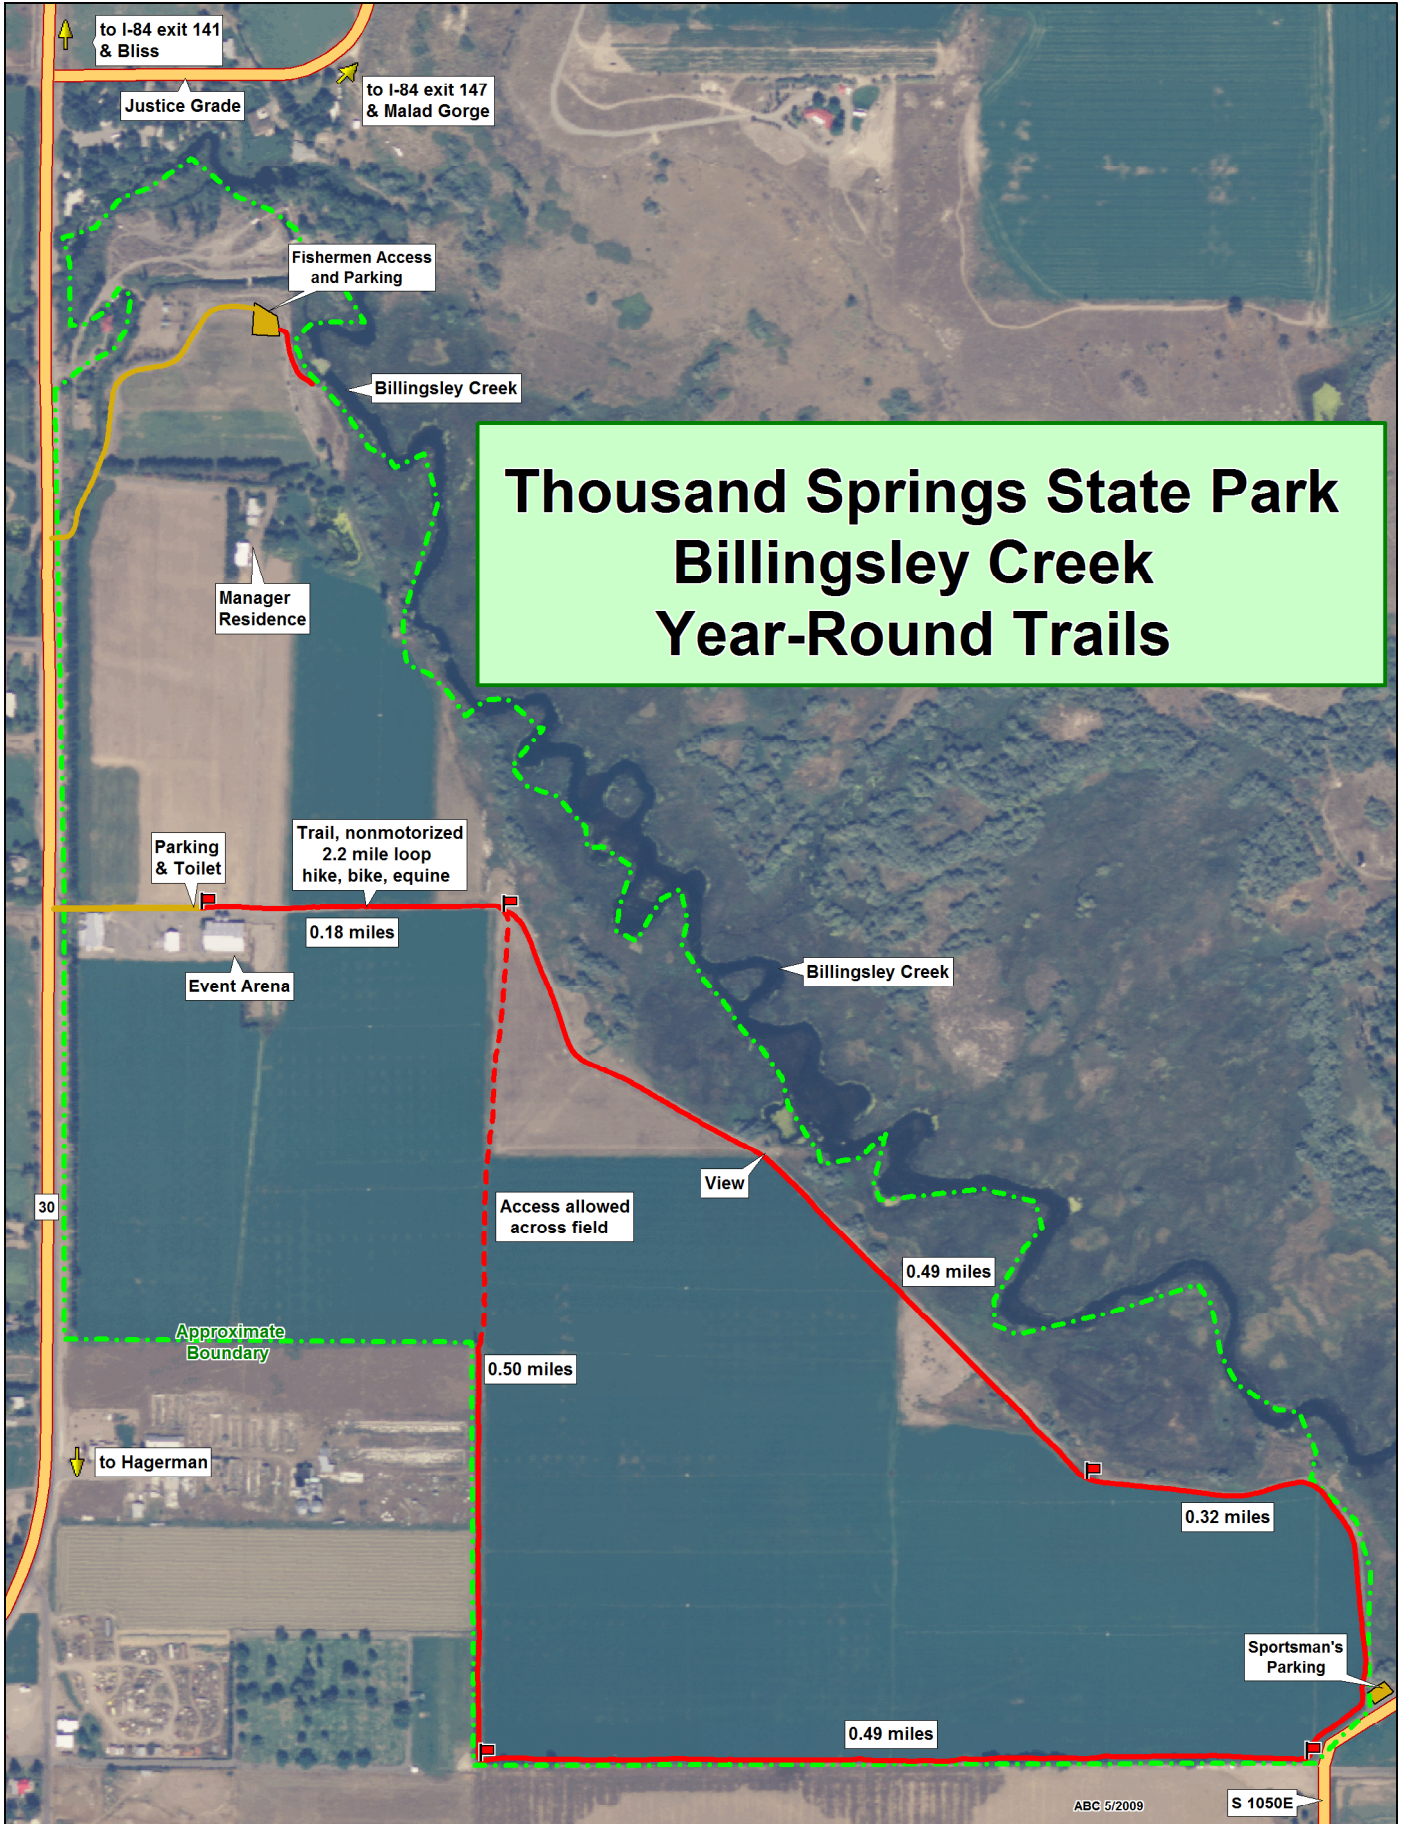 to I-84 exit 141
& Bliss
to I-84 exit 147
& Malad Gorge
Justice Grade
Fishermen Access
and Parking
Billingsley Creek
Thousand Springs State Park
Billingsley Creek
Year-Round Trails
Manager
Residence
Parking
& Toilet
Trail, nonmotorized
2.2 mile loop
hike, bike, equine
0.18 miles
Event Arena
Billingsley Creek
View
30
Access allowed
across field
0.49 miles
Approximate
Boundary
0.50 miles
to Hagerman
0.32 miles
Sportsman's
Parking
0.49 miles
ABC 5/2009
S 1050E